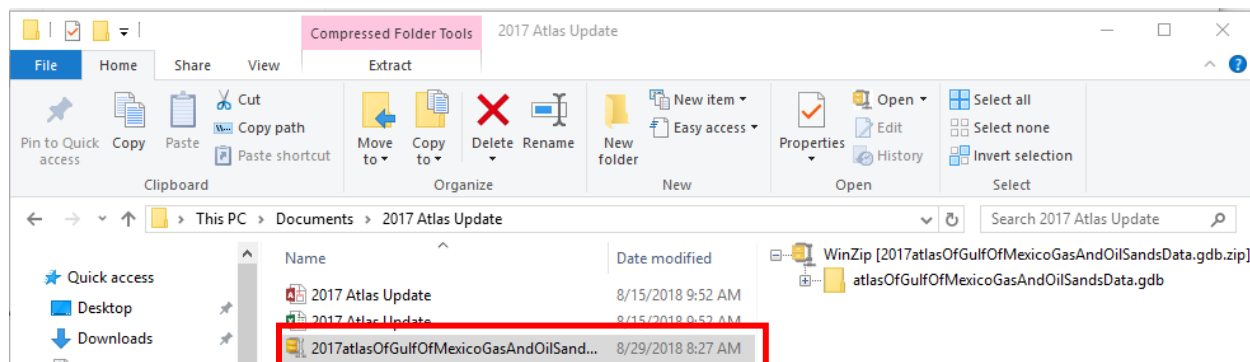 Compressed Folder Tools 2017 Atlas Update
File Home Share View Extract
Pin to Quick access
Copy
Paste
Cut
Copy path
Paste shortcut
Move to
Copy to
Delete
Rename
New folder
New item
Easy access
Properties
Open
Edit
History
Select all
Select none
Invert selection
Clipboard Organize New Open Select
This PC > Documents > 2017 Atlas Update Search 2017 Atlas Update
Name Date modified
WinZip [2017atlasOfGulfOfMexicoGasAndOilSandsData.gdb.zip]
atlasOfGulfOfMexicoGasAndOilSandsData.gdb
Quick access
Desktop
Downloads
2017 Atlas Update 8/15/2018 9:52 AM
2017 Atlas Update 8/15/2018 9:52 AM
2017atlasOfGulfOfMexicoGasAndOilSand... 8/29/2018 8:27 AM